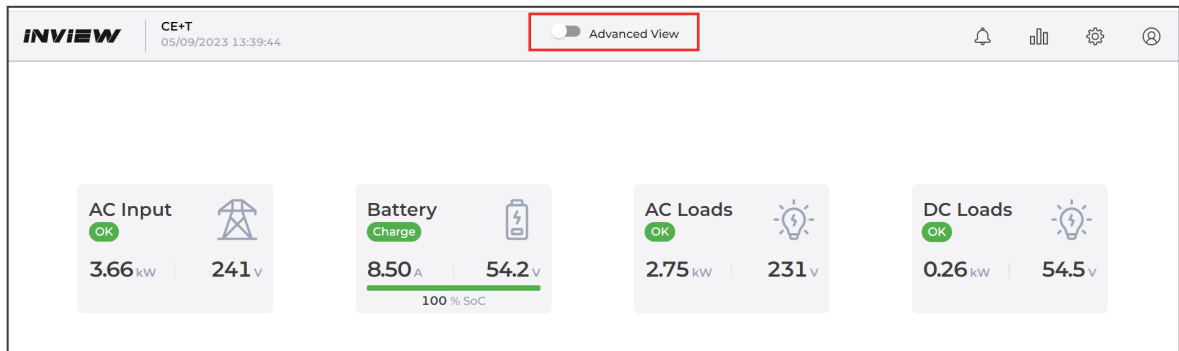 INVIEW
CE+T
05/09/2023 13:39:44
Advanced View
AC Input
OK
3.66 kW 241 V
Battery
Charge
8.50 A 54.2 V
100 % SoC
AC Loads
OK
2.75 kW 231 V
DC Loads
OK
0.26 kW 54.5 V